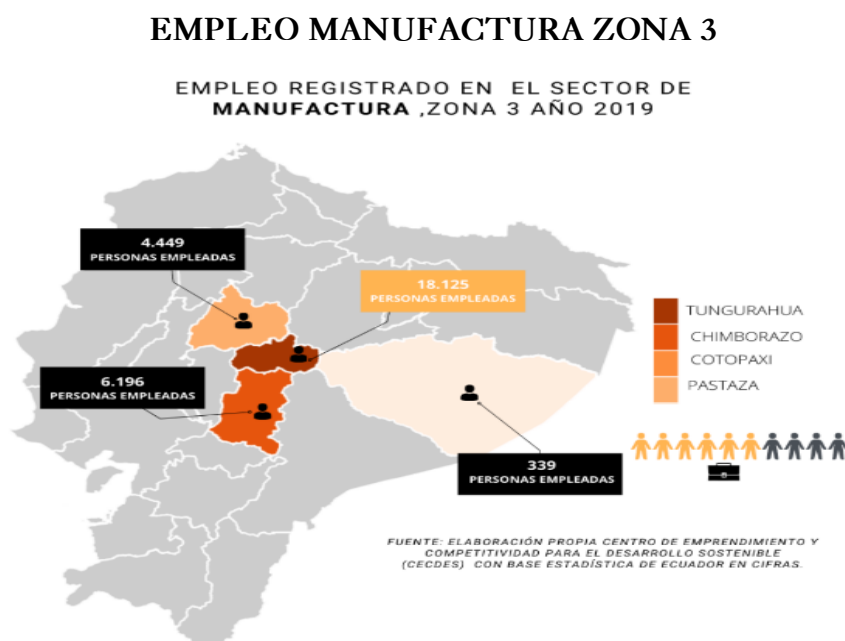 EMPLEO MANUFACTURA ZONA 3
EMPLEO REGISTRADO EN EL SECTOR DE
MANUFACTURA ,ZONA 3 AÑO 2019
4.449
PERSONAS EMPLEADAS
18.125
PERSONAS EMPLEADAS
TUNGURAHUA
CHIMBORAZO
COTOPAXI
PASTAZA
6.196
PERSONAS EMPLEADAS
339
PERSONAS EMPLEADAS
FUENTE: ELABORACIÓN PROPIA CENTRO DE EMPRENDIMIENTO Y
COMPETITIVIDAD PARA EL DESARROLLO SOSTENIBLE
(CECDES) CON BASE ESTADÍSTICA DE ECUADOR EN CIFRAS.